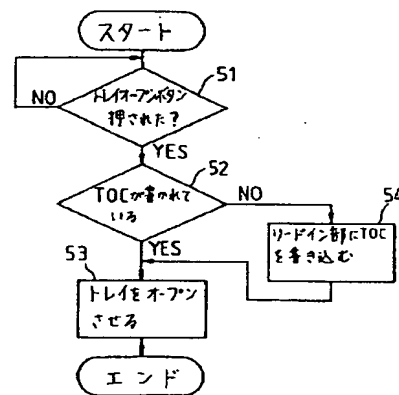 スタート
51
トレイオープンボタン
押された?
NO
YES
52
TOCが書かれて
いる
NO
YES
54
リードイン部にTOC
を書き込む
53
トレイをオープン
させる
エンド